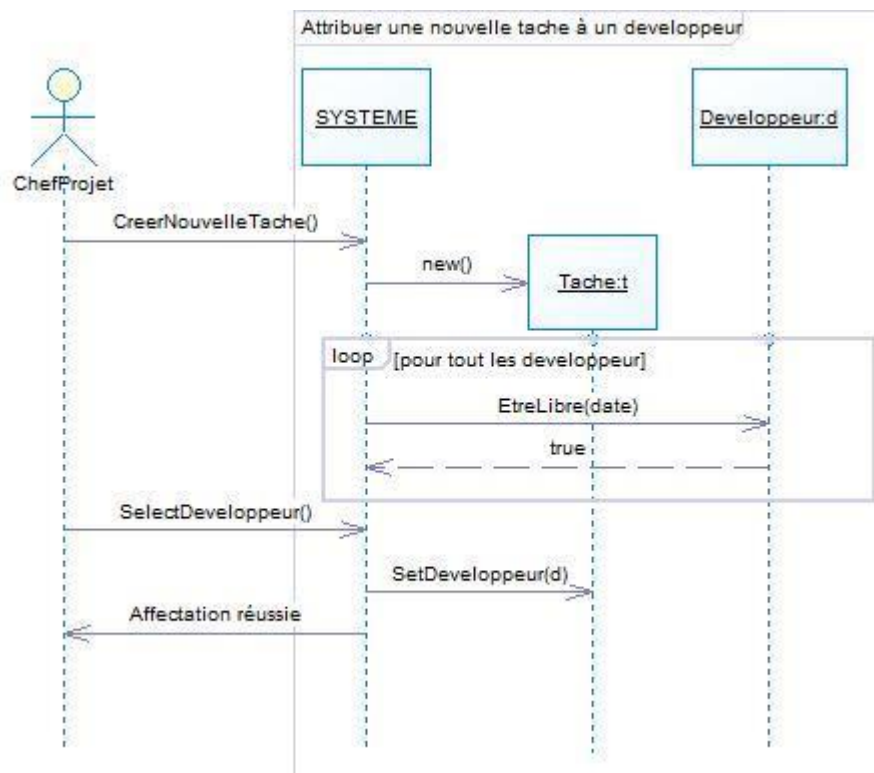 Attribuer une nouvelle tache à un developpeur
SYSTEME
Developpeur:d
ChefProjet
CreerNouvelleTache()
new()
Tache:t
loop
[pour tout les developpeur]
EtreLibre(date)
true
SelectDeveloppeur()
SetDeveloppeur(d)
Affectation réussie